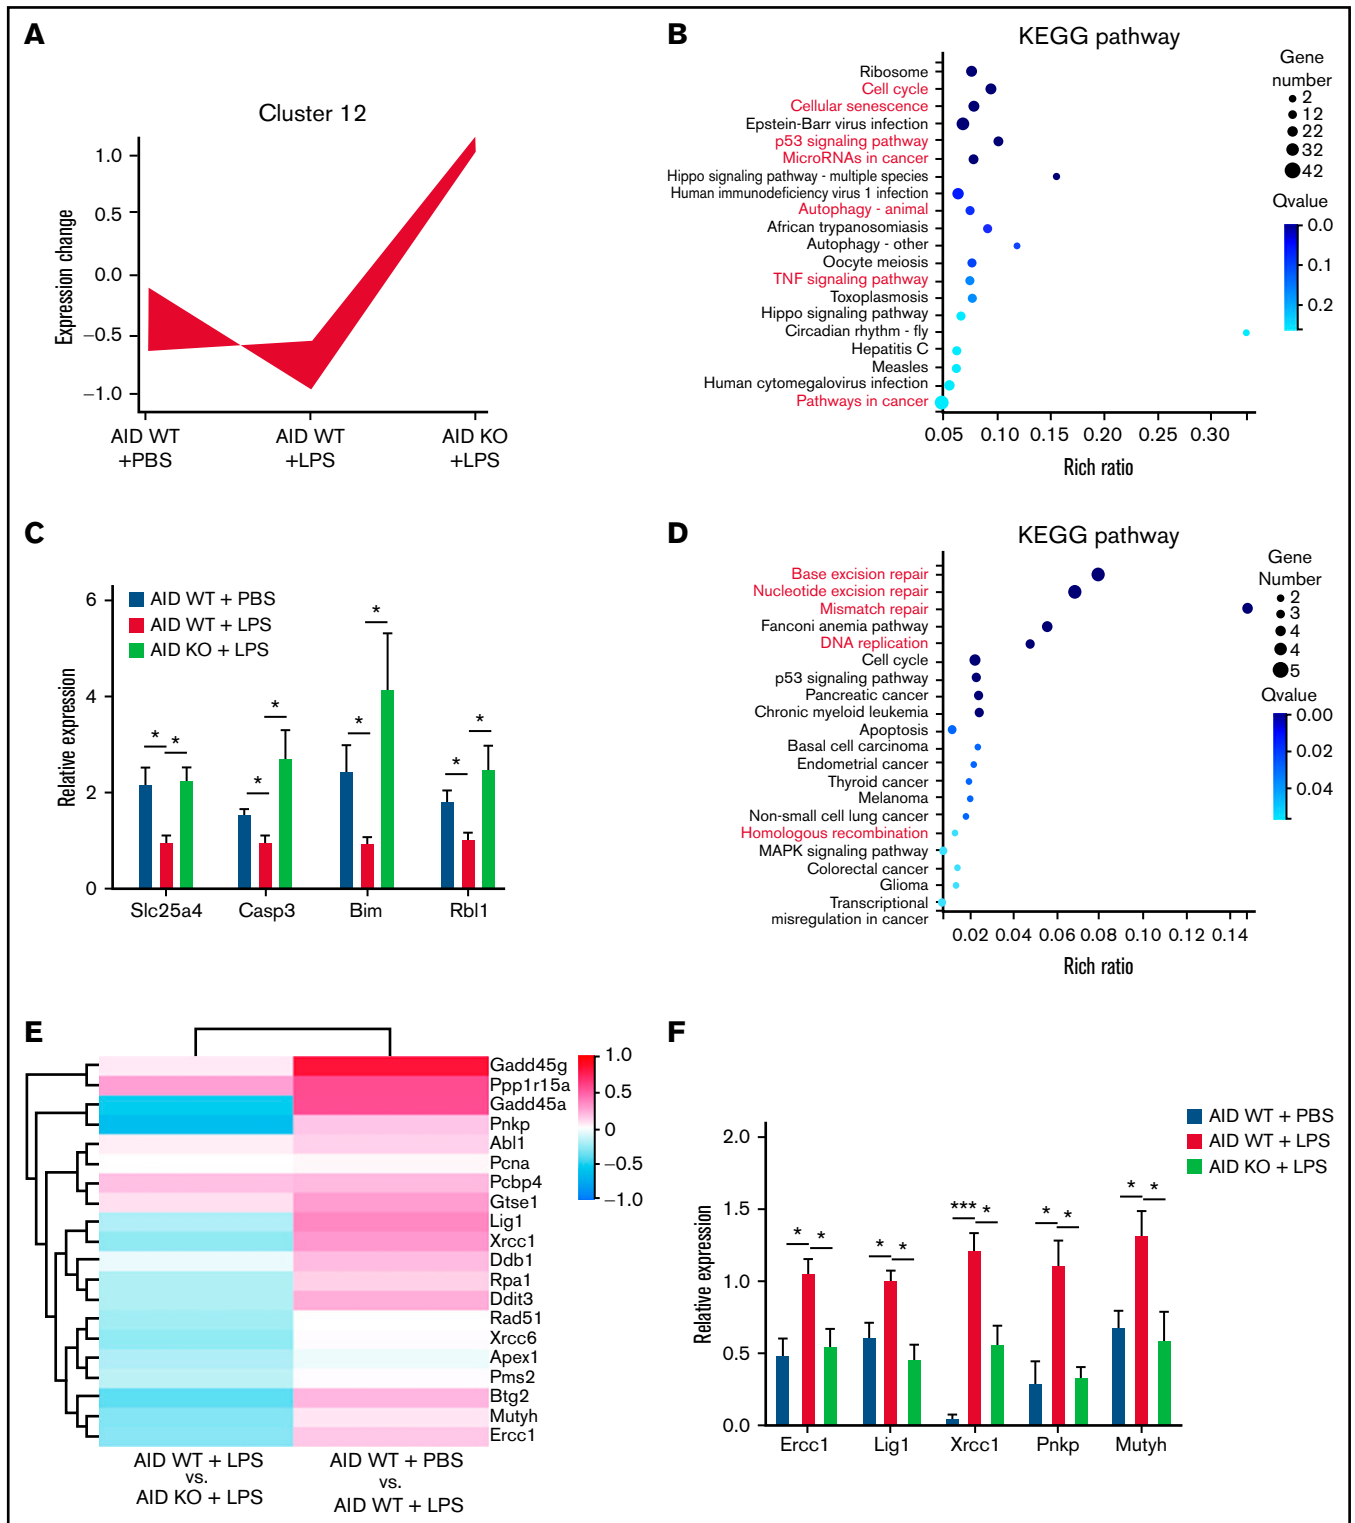 A
Cluster 12
Expression change
1.0
0.5
0.0
−0.5
−1.0
AID WT
+PBS
AID WT
+LPS
AID KO
+LPS
B
KEGG pathway
Ribosome
Cell cycle
Cellular senescence
Epstein-Barr virus infection
p53 signaling pathway
MicroRNAs in cancer
Hippo signaling pathway - multiple species
Human immunodeficiency virus 1 infection
Autophagy - animal
African trypanosomiasis
Autophagy - other
Oocyte meiosis
TNF signaling pathway
Toxoplasmosis
Hippo signaling pathway
Circadian rhythm - fly
Hepatitis C
Measles
Human cytomegalovirus infection
Pathways in cancer
0.05 0.10 0.15 0.20 0.25 0.30
Rich ratio
Gene
number
2
12
22
32
42
Qvalue
0.0
0.1
0.2
C
Relative expression
6
4
2
0
AID WT + PBS
AID WT + LPS
AID KO + LPS
* *
* *
* *
* *
Slc25a4 Casp3 Bim Rbl1
D
KEGG pathway
Base excision repair
Nucleotide excision repair
Mismatch repair
Fanconi anemia pathway
DNA replication
Cell cycle
p53 signaling pathway
Pancreatic cancer
Chronic myeloid leukemia
Apoptosis
Basal cell carcinoma
Endometrial cancer
Thyroid cancer
Melanoma
Non-small cell lung cancer
Homologous recombination
MAPK signaling pathway
Colorectal cancer
Glioma
Transcriptional
misregulation in cancer
0.02 0.04 0.06 0.08 0.10 0.12 0.14
Rich ratio
Gene
Number
2
3
4
4
5
Qvalue
0.00
0.02
0.04
E
Gadd45g
Ppp1r15a
Gadd45a
Pnkp
Abl1
Pcna
Pcbp4
Gtse1
Lig1
Xrcc1
Ddb1
Rpa1
Ddit3
Rad51
Xrcc6
Apex1
Pms2
Btg2
Mutyh
Ercc1
1.0
0.5
0
−0.5
−1.0
AID WT + LPS
vs.
AID KO + LPS
AID WT + PBS
vs.
AID WT + LPS
F
AID WT + PBS
AID WT + LPS
AID KO + LPS
Relative expression
2.0
1.5
1.0
0.5
0.0
* *
* *
*** *
* *
* *
Ercc1 Lig1 Xrcc1 Pnkp Mutyh